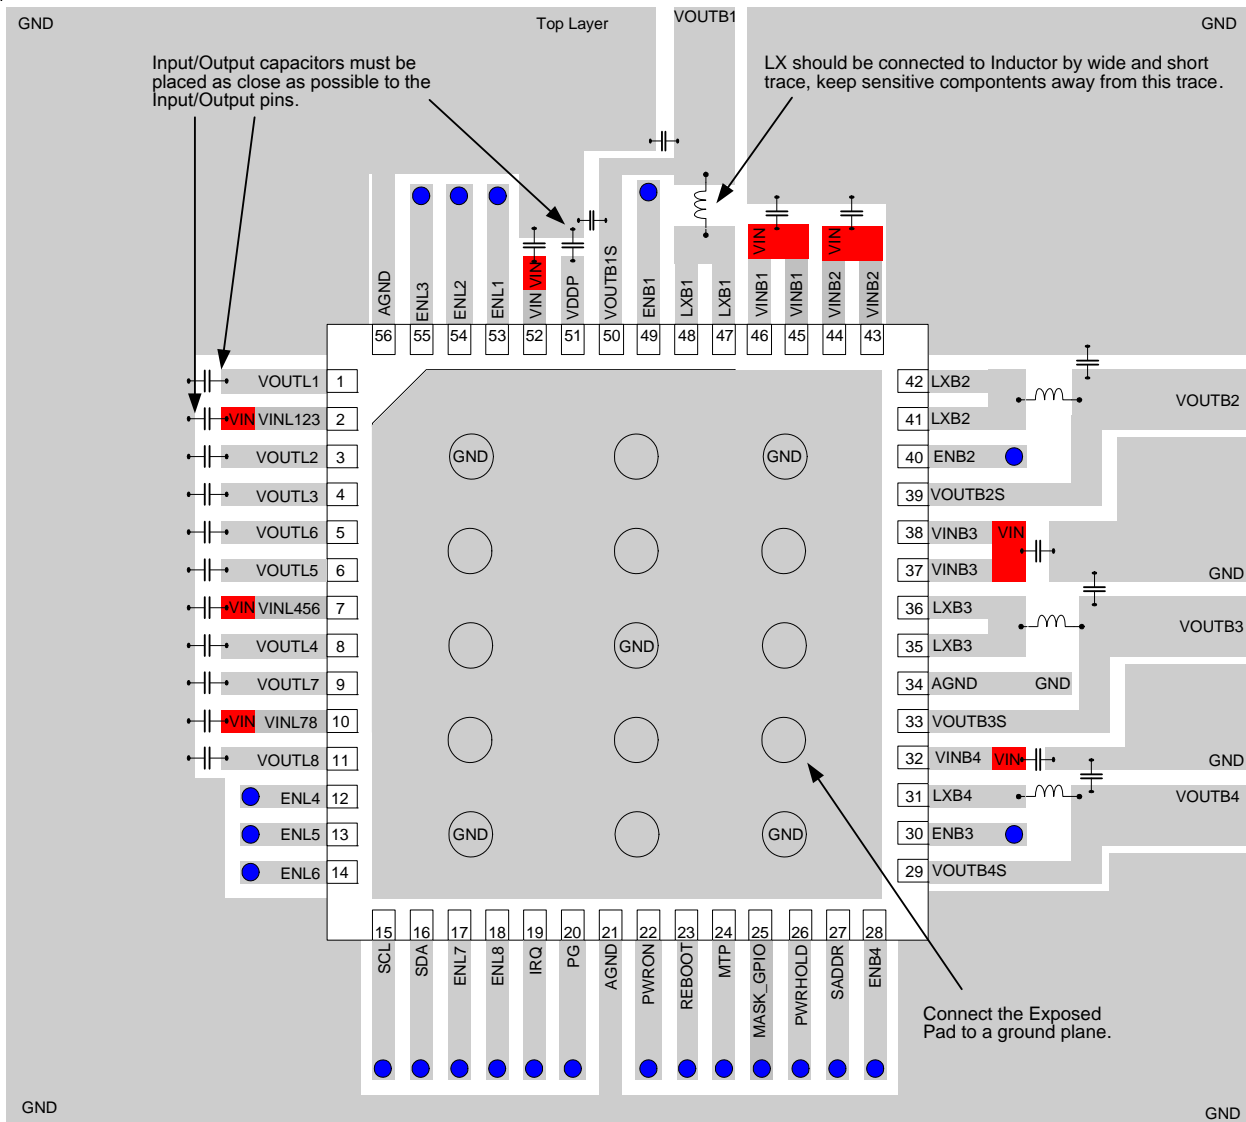 GND
Top Layer
VOUTB1
GND
Input/Output capacitors must be
placed as close as possible to the
Input/Output pins.
LX should be connected to Inductor by wide and short
trace, keep sensitive compontents away from this trace.
AGND
ENL3
ENL2
ENL1
VIN VIN
VDDP
VOUTB1S
ENB1
LXB1
LXB1
VINB1
VIN
VINB1
VINB2
VIN
VINB2
56
55
54
53
52
51
50
49
48
47
46
45
44
43
VOUTL1 1
VIN VINL123 2
VOUTL2 3
VOUTL3 4
VOUTL6 5
VOUTL5 6
VIN VINL456 7
VOUTL4 8
VOUTL7 9
VIN VINL78 10
VOUTL8 11
ENL4 12
ENL5 13
ENL6 14
GND
GND
GND
GND
GND
42 LXB2
VOUTB2
41 LXB2
40 ENB2
39 VOUTB2S
38 VINB3 VIN
37 VINB3
GND
36 LXB3
VOUTB3
35 LXB3
34 AGND GND
33 VOUTB3S
32 VINB4 VIN
GND
31 LXB4
VOUTB4
30 ENB3
29 VOUTB4S
15
16
17
18
19
20
21
22
23
24
25
26
27
28
SCL
SDA
ENL7
ENL8
IRQ
PG
AGND
PWRON
REBOOT
MTP
MASK_GPIO
PWRHOLD
SADDR
ENB4
Connect the Exposed
Pad to a ground plane.
GND
GND